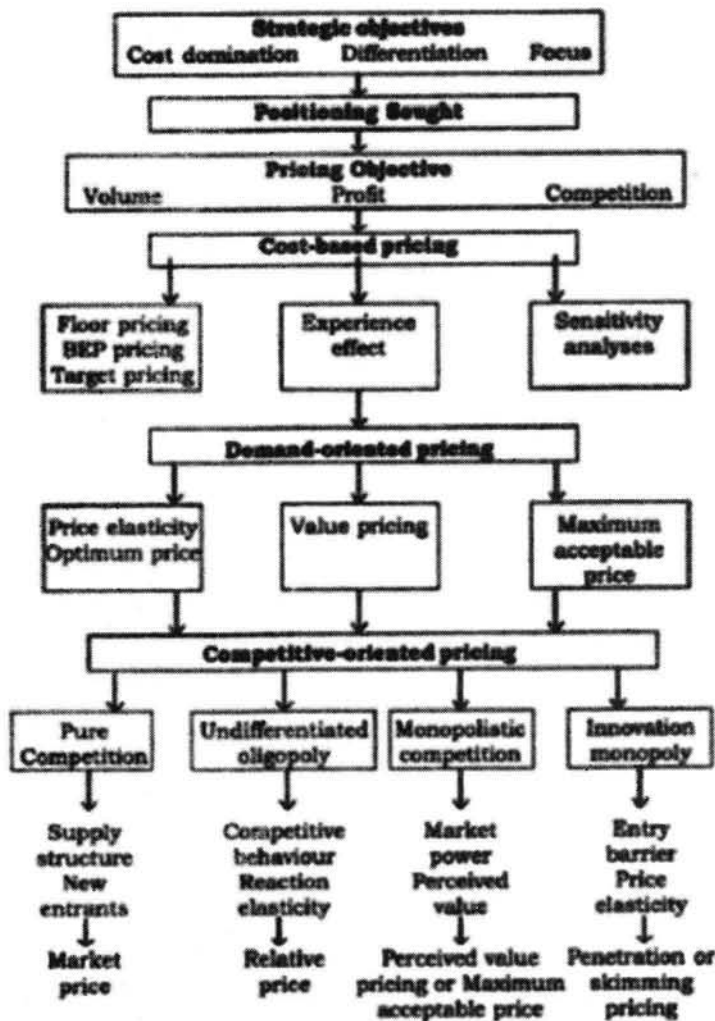 Strategic objectives
Cost domination Differentiation Focus
Positioning Sought
Pricing Objective
Volume Profit Competition
Cost-based pricing
Floor pricing
BEP pricing
Target pricing
Experience
effect
Sensitivity
analyses
Demand-oriented pricing
Price elasticity
Optimum price
Value pricing
Maximum
acceptable
price
Competitive-oriented pricing
Pure
Competition
Undifferentiated
oligopoly
Monopolistic
competition
Innovation
monopoly
Supply
structure
New
entrants
Competitive
behaviour
Reaction
elasticity
Market
power
Perceived
value
Entry
barrier
Price
elasticity
Market
price
Relative
price
Perceived value
pricing or Maximum
acceptable price
Penetration or
skimming
pricing